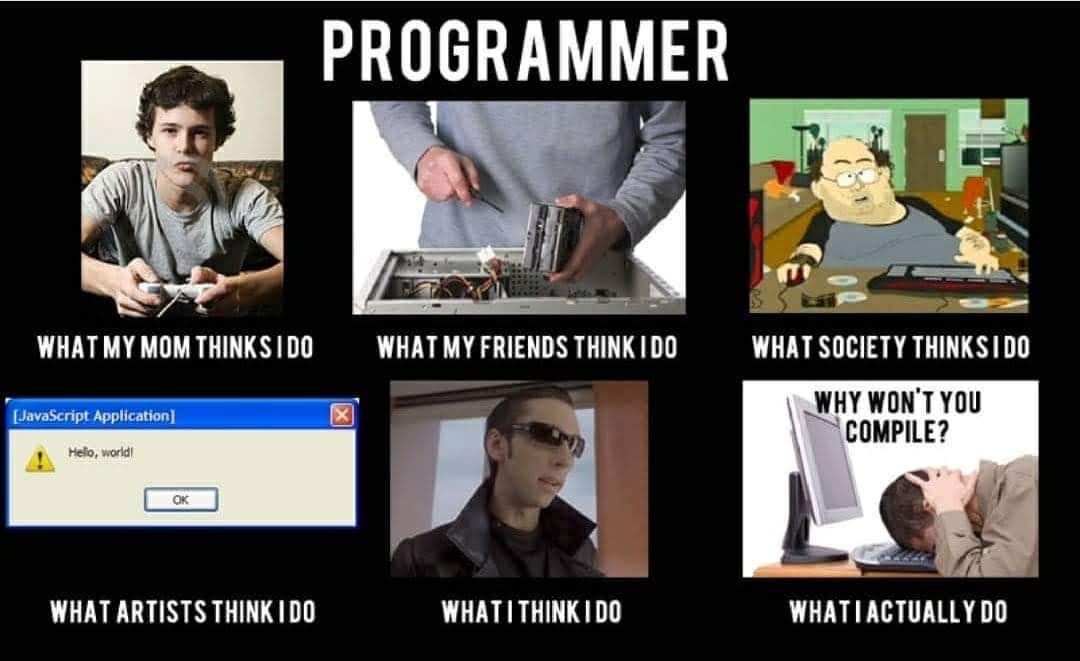 PROGRAMMER
WHAT MY MOM THINKS I DO
WHAT MY FRIENDS THINK I DO
WHAT SOCIETY THINKS I DO
[JavaScript Application]
Hello, world!
OK
WHY WON'T YOU
COMPILE?
WHAT ARTISTS THINK I DO
WHAT I THINK I DO
WHAT I ACTUALLY DO